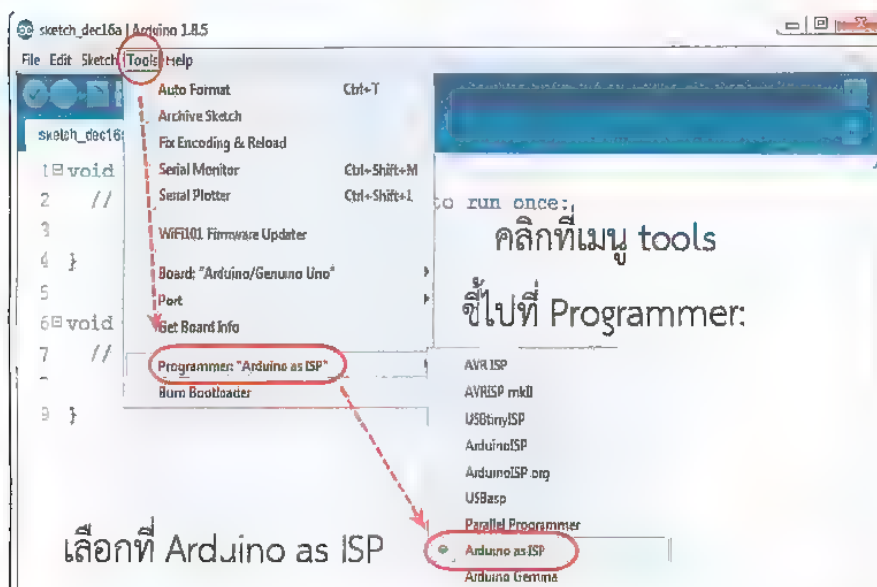 sketch_dec16a | Arduino 1.8.5
File Edit Sketch Tools Help
Auto Format Ctrl+T
Archive Sketch
Fix Encoding & Reload
Serial Monitor Ctrl+Shift+M
Serial Plotter Ctrl+Shift+L
WiFi101 Firmware Updater
Board: "Arduino/Genuino Uno"
Port
Get Board Info
Programmer: "Arduino as ISP"
Burn Bootloader
sketch_dec16
1 void
2 // to run once:
3
4 }
5
6 void
7 //
9 }
คลิกที่เมนู tools
ชี้ไปที่ Programmer:
AVR ISP
AVRISP mkII
USBtinyISP
ArduinoISP
ArduinoISP.org
USBasp
Parallel Programmer
Arduino as ISP
Arduino Gemma
เลือกที่ Arduino as ISP